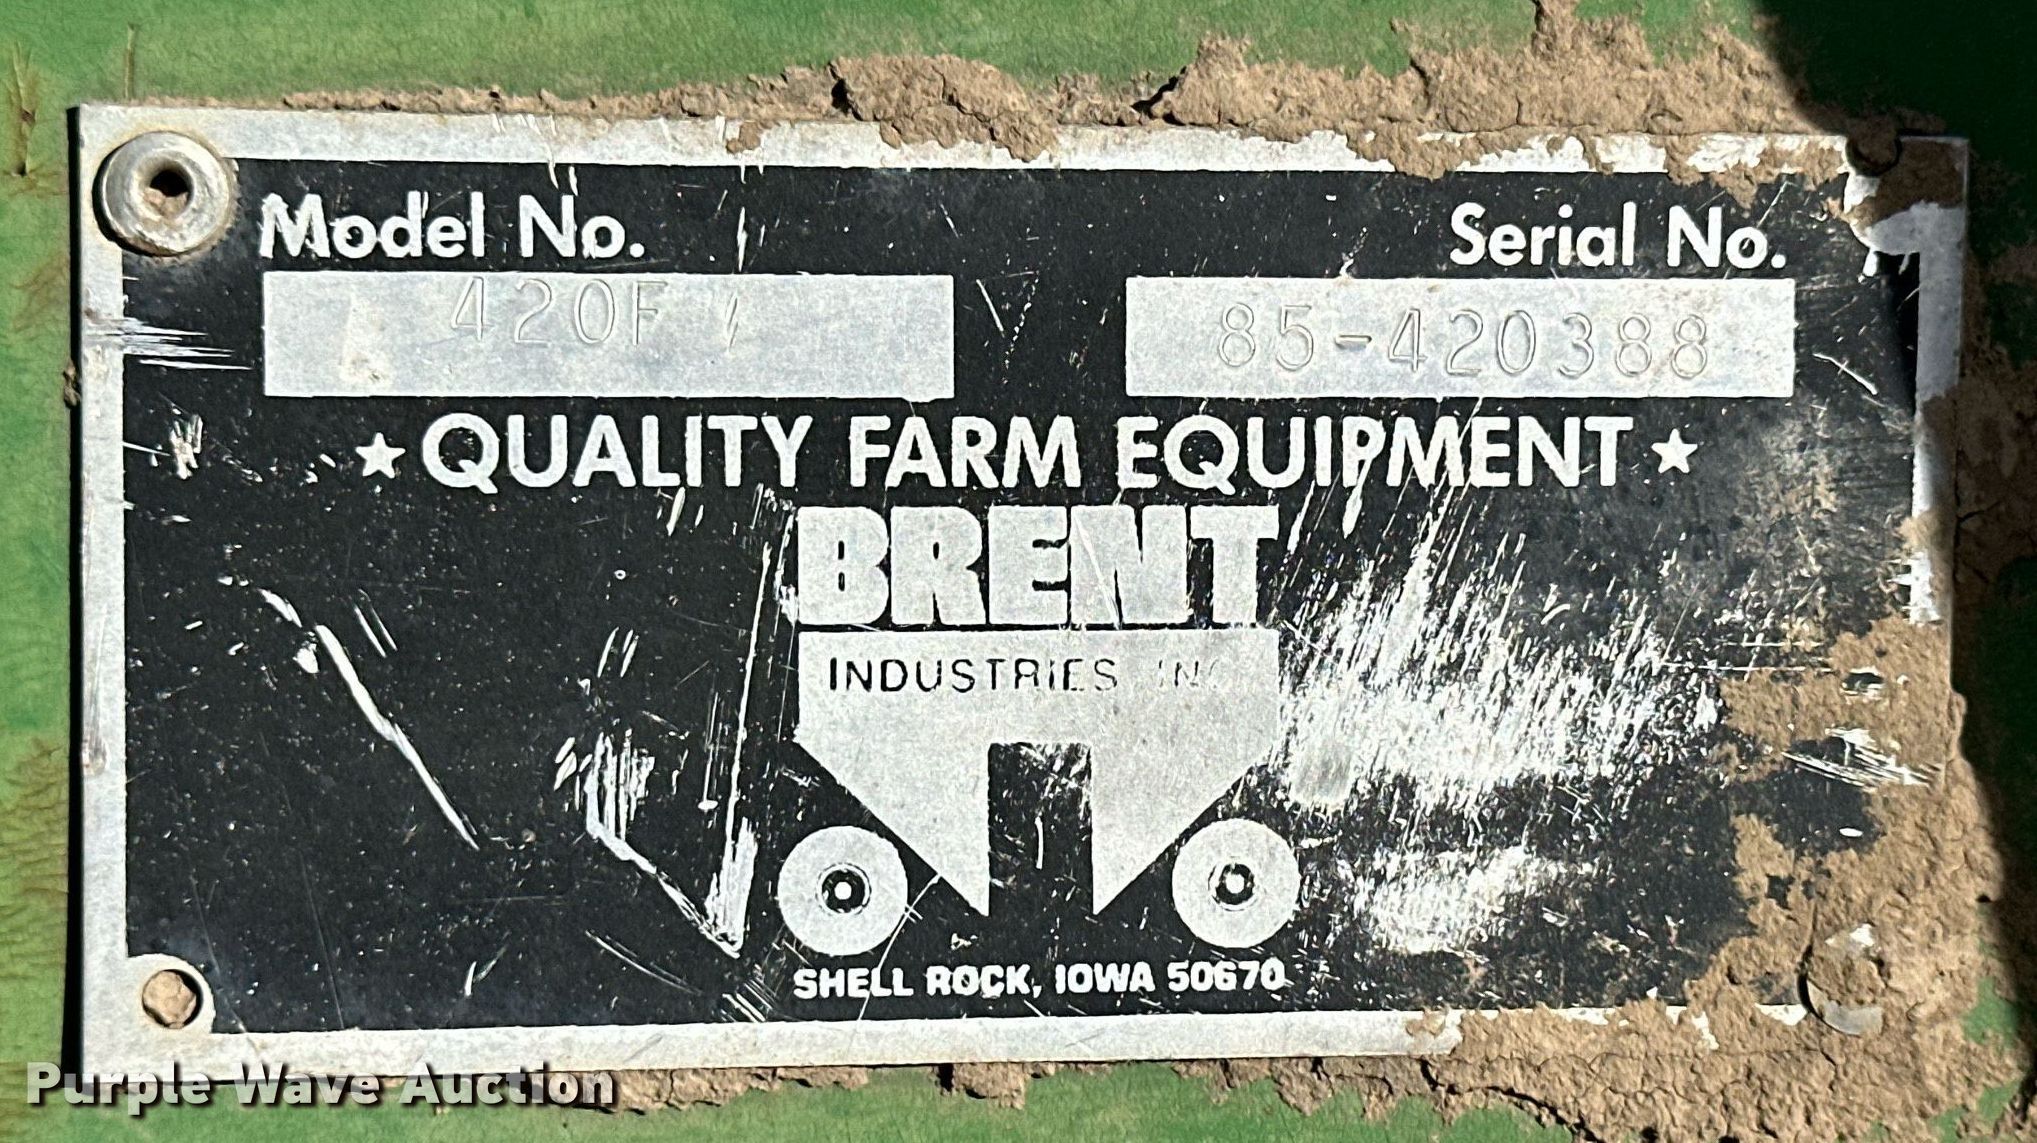 Model No. Serial No.
420F 85-420388
★ QUALITY FARM EQUIPMENT ★
BRENT
INDUSTRIES INC
SHELL ROCK, IOWA 50670
Purple Wave Auction